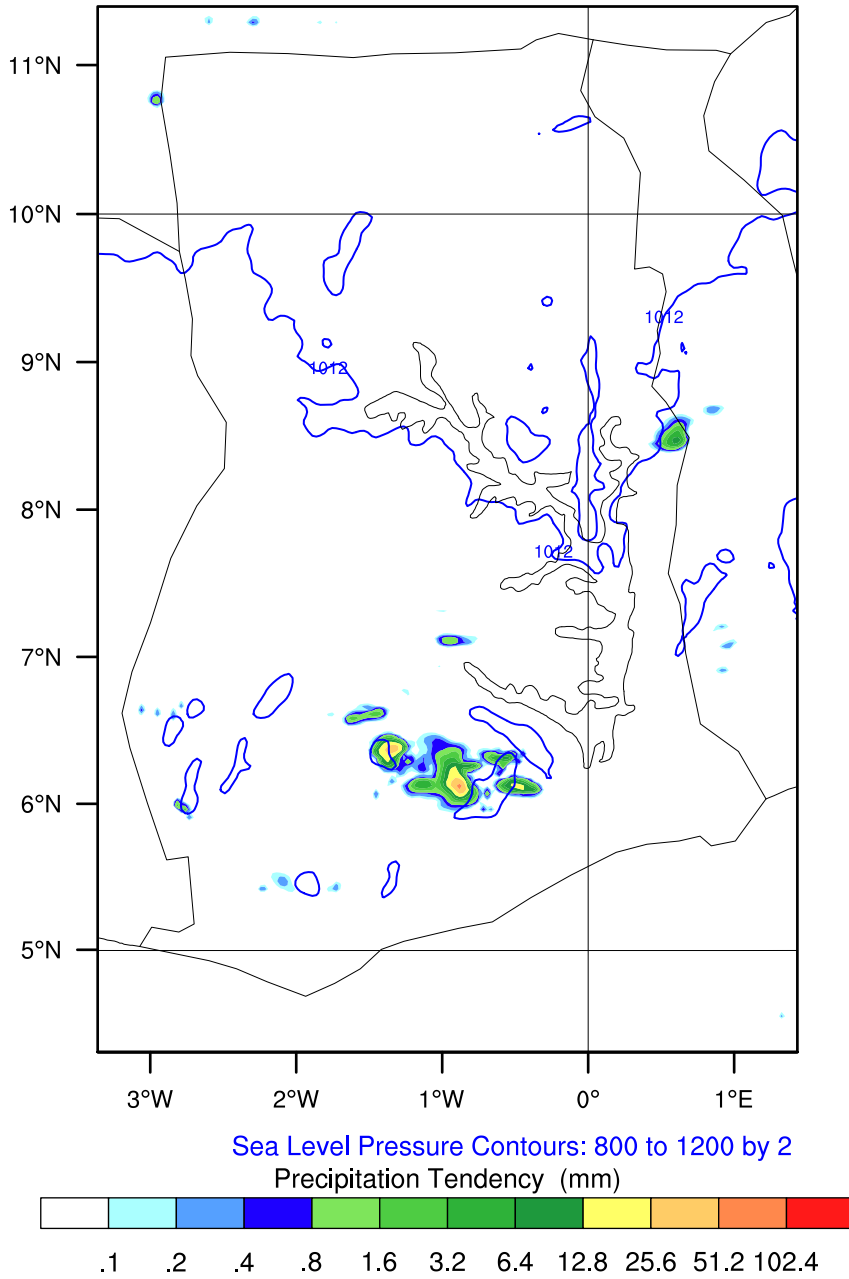 11°N
10°N
1012
9°N
1012
8°N
1012
7°N
6°N
5°N
3°W 2°W 1°W 0° 1°E
Sea Level Pressure Contours: 800 to 1200 by 2
Precipitation Tendency (mm)
.1 .2 .4 .8 1.6 3.2 6.4 12.8 25.6 51.2 102.4